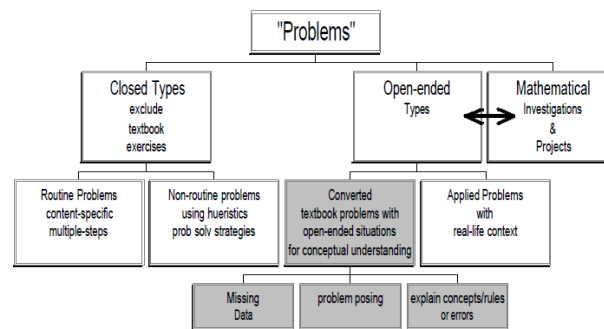 "Problems"
Closed Types
exclude
textbook
exercises
Open-ended
Types
Mathematical
Investigations
&
Projects
Routine Problems
content-specific
multiple-steps
Non-routine problems
using hueristics
prob solv strategies
Converted
textbook problems with
open-ended situations
for conceptual understanding
Applied Problems
with
real-life context
Missing
Data
problem posing
explain concepts/rules
or errors